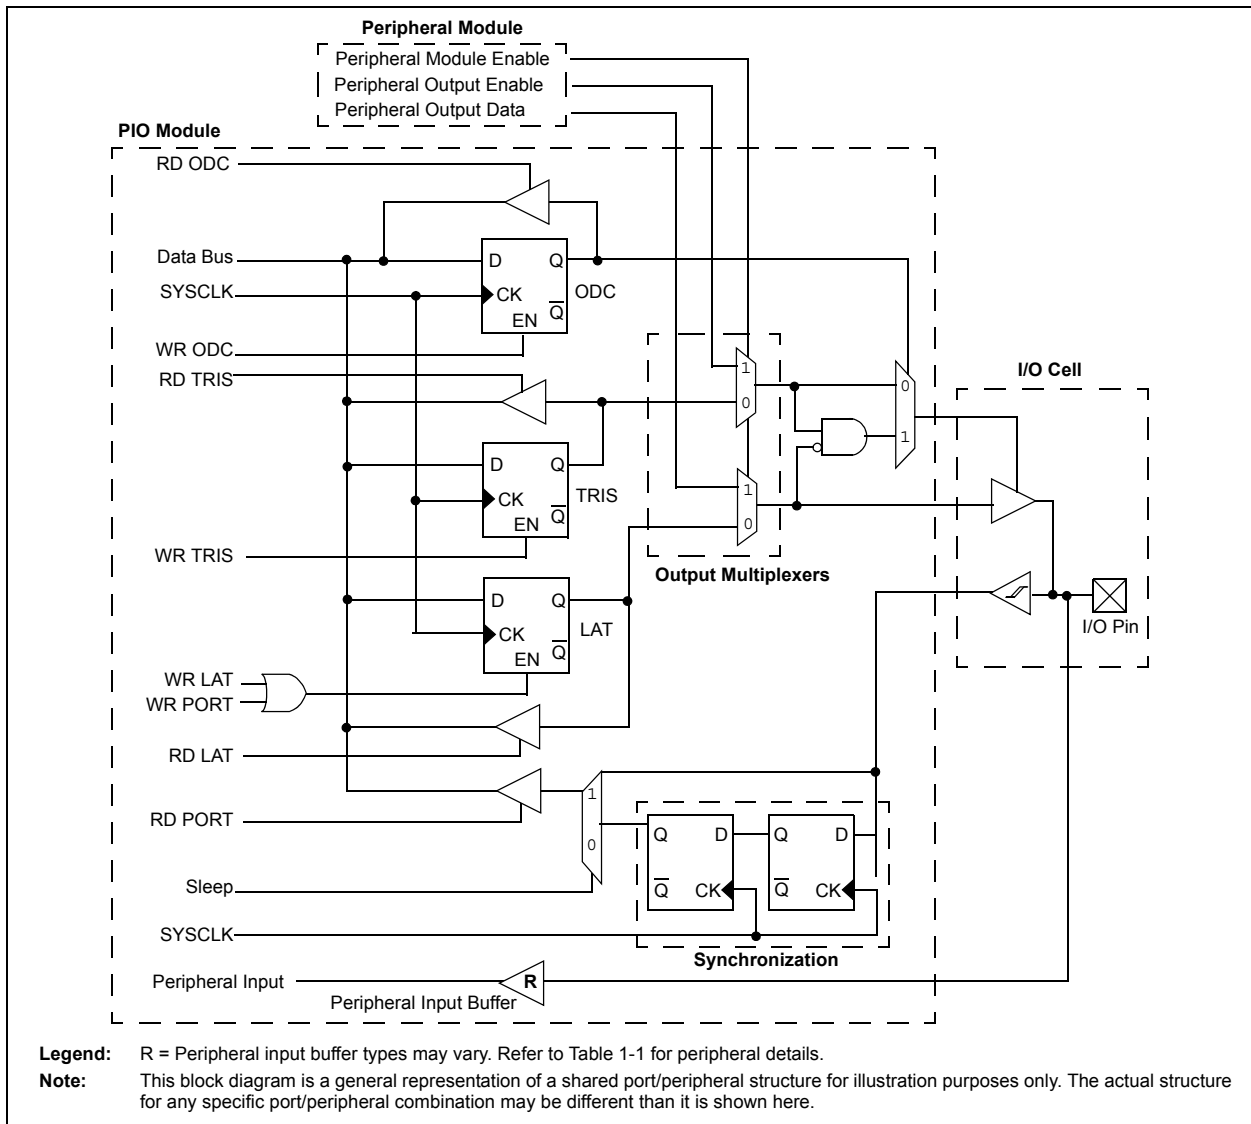 Peripheral Module
Peripheral Module Enable
Peripheral Output Enable
Peripheral Output Data
PIO Module
RD ODC
Data Bus
D Q
SYSCLK
CK
ODC
Q
EN
WR ODC
RD TRIS
1
0
I/O Cell
0
1
D Q
TRIS
CK
Q
EN
WR TRIS
1
0
Output Multiplexers
D Q
LAT
CK
Q
EN
I/O Pin
WR LAT
WR PORT
RD LAT
RD PORT
1
0
Q D
Q CK
Q D
Q CK
Sleep
SYSCLK
Synchronization
Peripheral Input
R
Peripheral Input Buffer
Legend: R = Peripheral input buffer types may vary. Refer to Table 1-1 for peripheral details.
Note: This block diagram is a general representation of a shared port/peripheral structure for illustration purposes only. The actual structure
for any specific port/peripheral combination may be different than it is shown here.